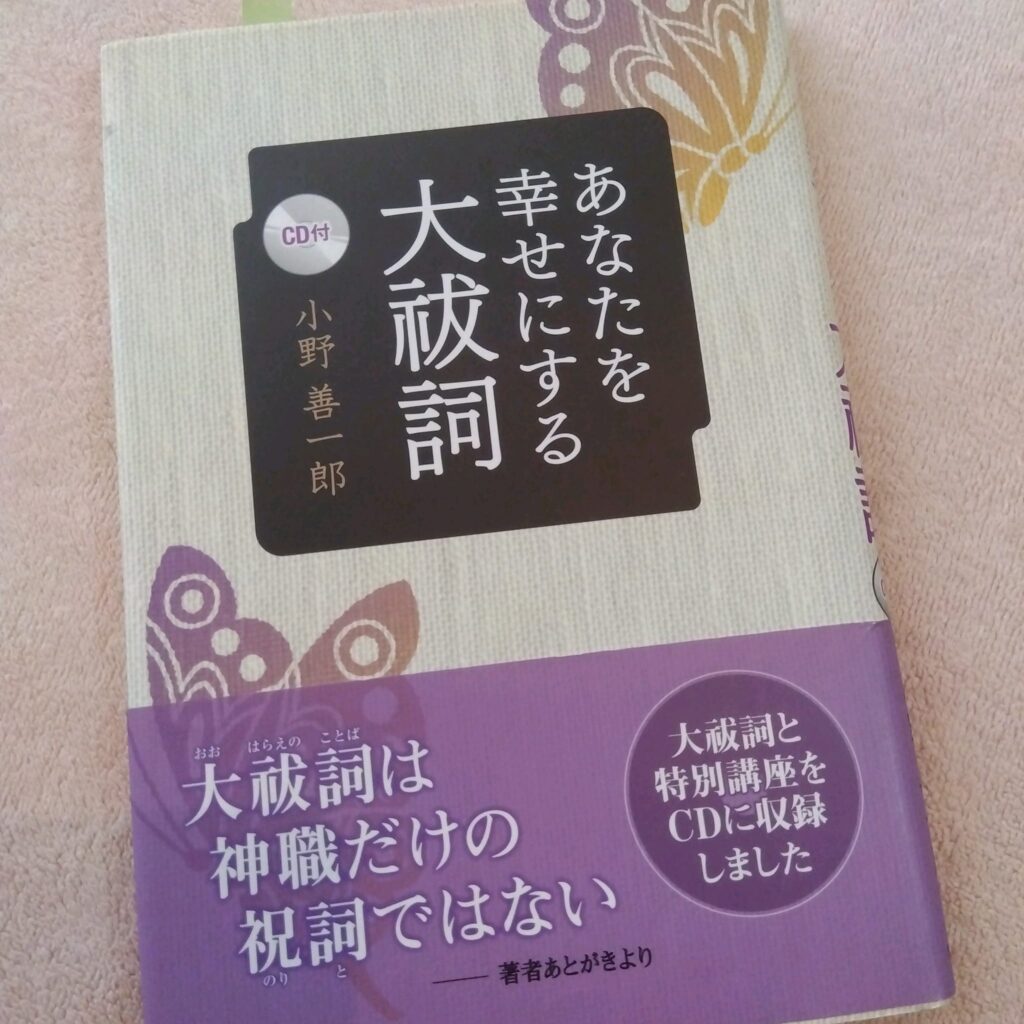 あなたを
幸せにする
大祓詞
CD付
小野善一郎
大祓詞
大祓詞と
特別講座を
CDに収録
しました
おお はらえの ことば
大祓詞は
神職だけの
祝詞ではない
のり と
著者あとがきより